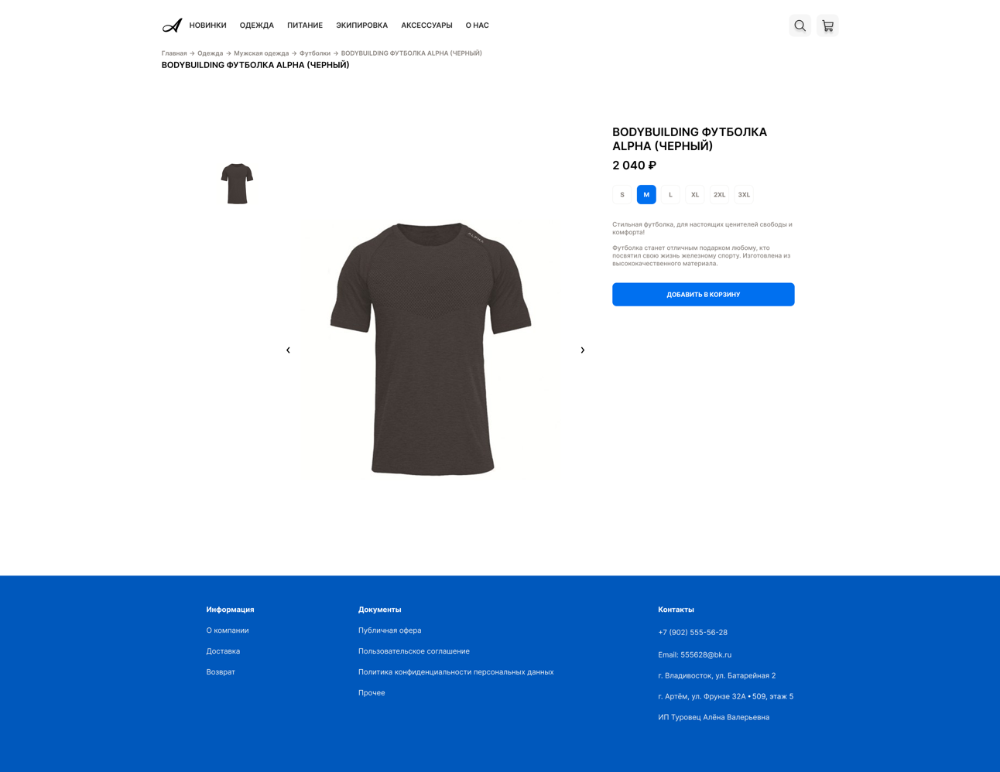 A
НОВИНКИ ОДЕЖДА ПИТАНИЕ ЭКИПИРОВКА АКСЕССУАРЫ О НАС
Главная → Одежда → Мужская одежда → Футболки → BODYBUILDING ФУТБОЛКА ALPHA (ЧЕРНЫЙ)
BODYBUILDING ФУТБОЛКА ALPHA (ЧЕРНЫЙ)
ALPHA
BODYBUILDING ФУТБОЛКА
ALPHA (ЧЕРНЫЙ)
2 040 ₽
S M L XL 2XL 3XL
Стильная футболка, для настоящих ценителей свободы и
комфорта!
Футболка станет отличным подарком любому, кто
посвятил свою жизнь железному спорту. Изготовлена из
высококачественного материала.
ДОБАВИТЬ В КОРЗИНУ
Информация
О компании
Доставка
Возврат
Документы
Публичная офера
Пользовательское соглашение
Политика конфиденциальности персональных данных
Прочее
Контакты
+7 (902) 555-56-28
Email: 555628@bk.ru
г. Владивосток, ул. Батарейная 2
г. Артём, ул. Фрунзе 32А • 509, этаж 5
ИП Туровец Алёна Валерьевна